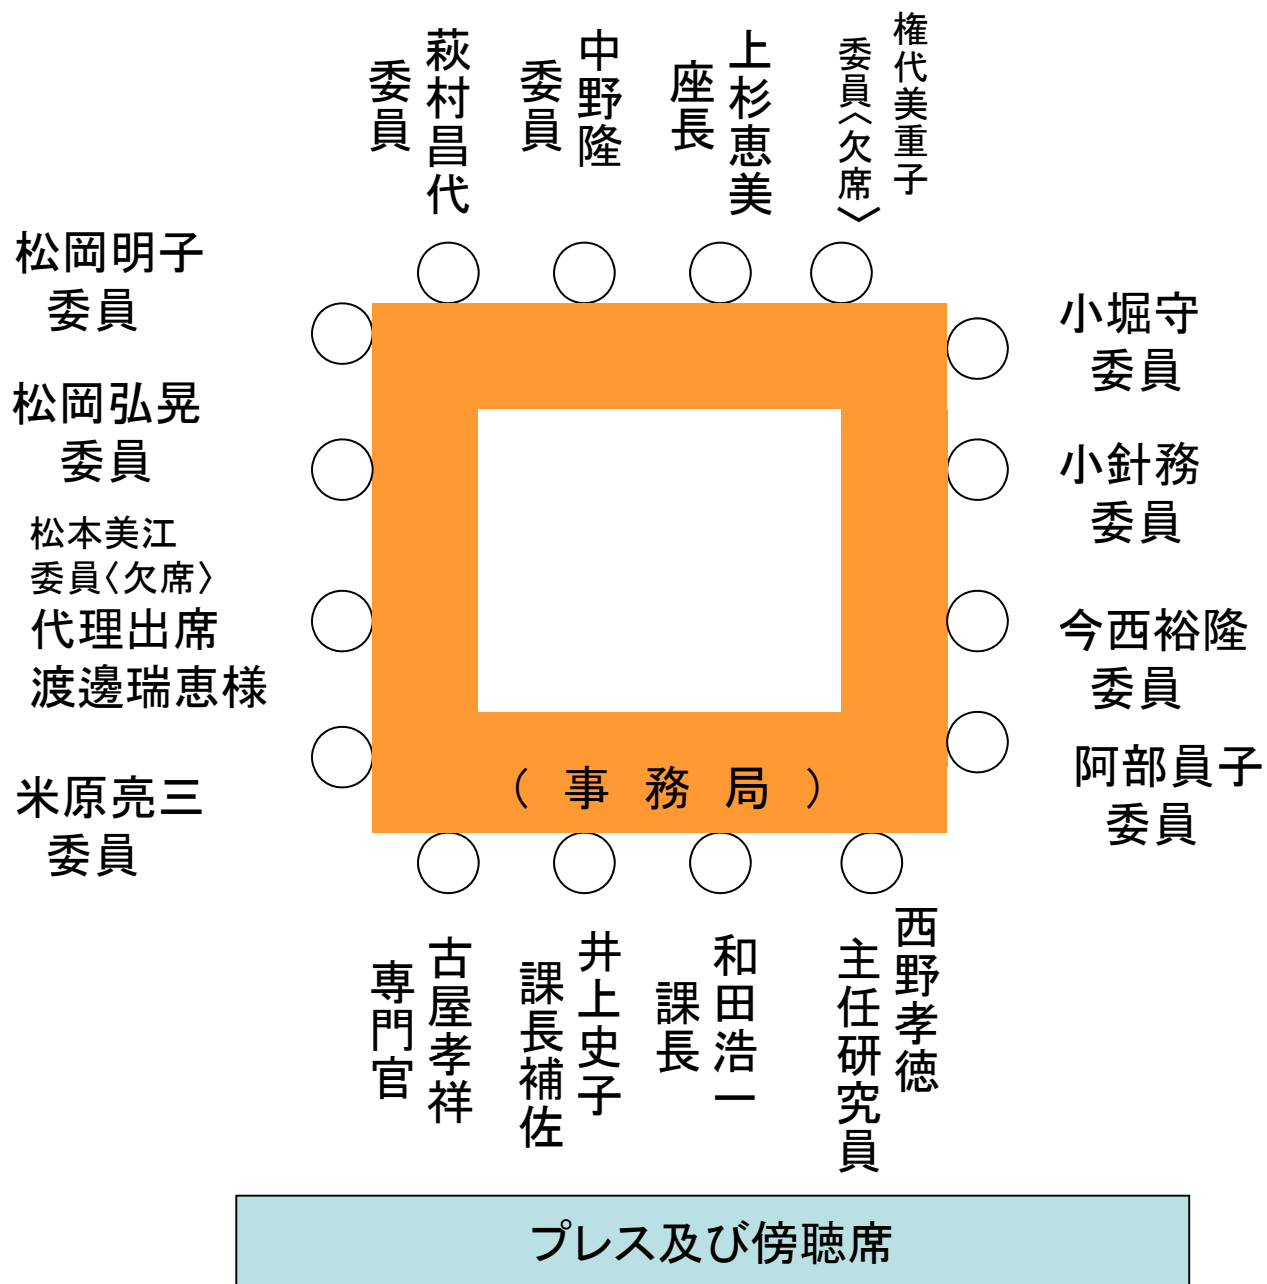 萩村昌代
委員
中野隆
委員
上杉恵美
座長
権代美重子
委員〈欠席〉
松岡明子
委員
松岡弘晃
委員
松本美江
委員〈欠席〉
代理出席
渡邊瑞恵様
米原亮三
委員
小堀守
委員
小針務
委員
今西裕隆
委員
阿部員子
委員
（事務局）
古屋孝祥
専門官
井上史子
課長補佐
和田浩一
課長
西野孝徳
主任研究員
プレス及び傍聴席